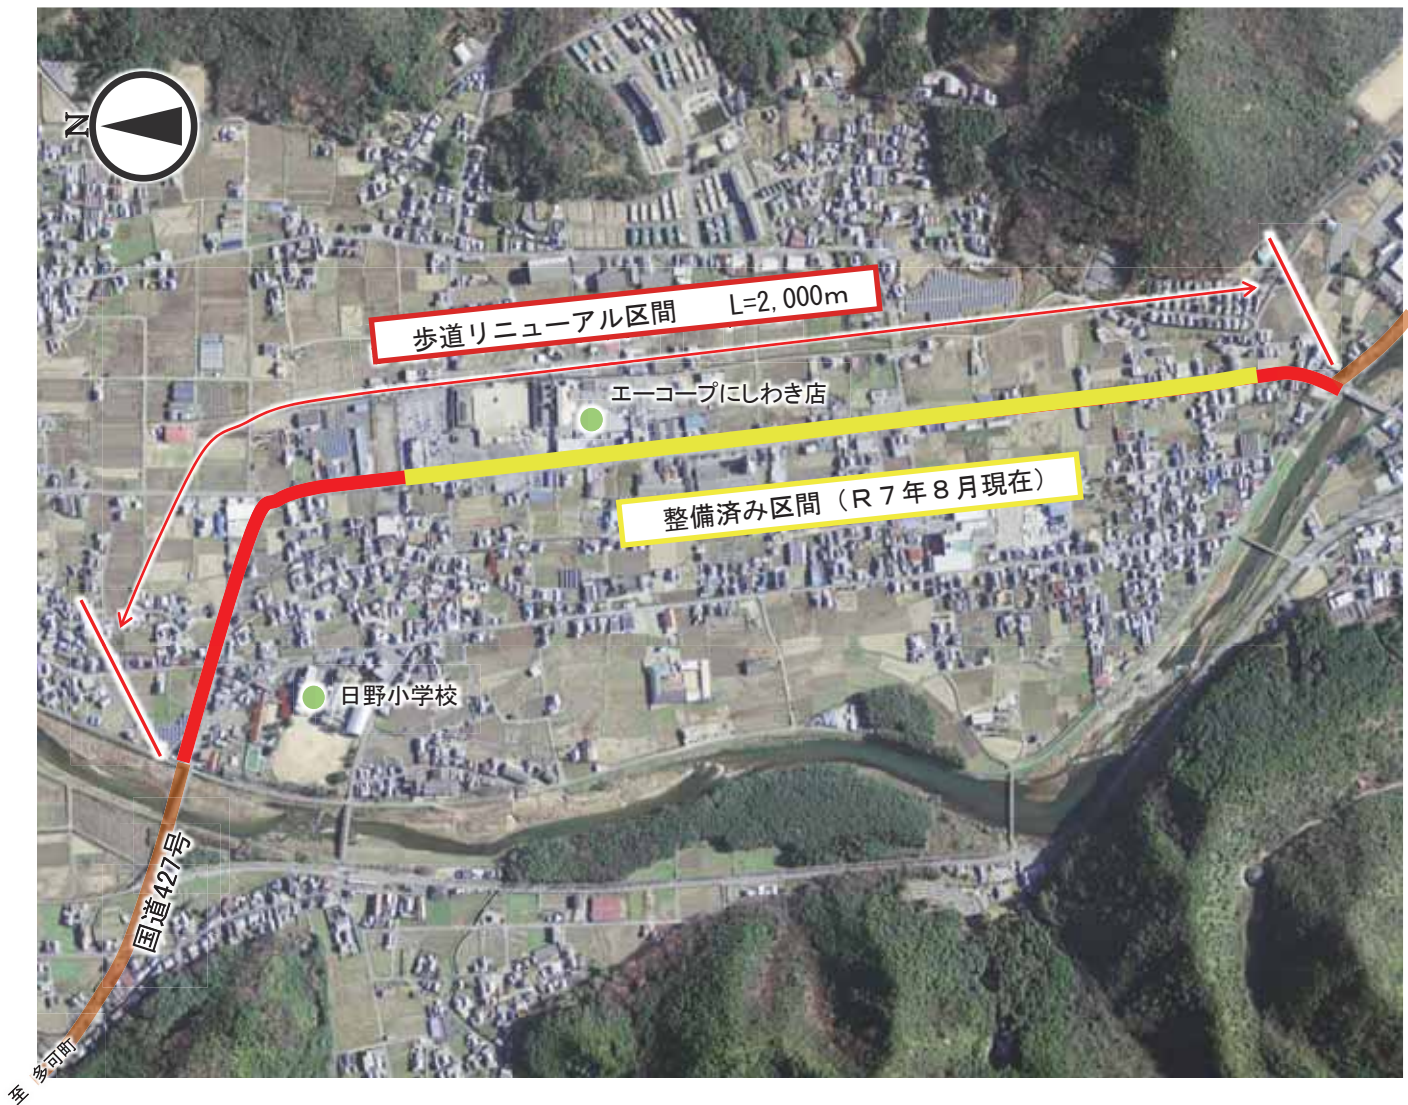 N
歩道リニューアル区間 L=2,000m
エーコープにしわき店
整備済み区間（R7年8月現在）
日野小学校
国道427号
至 多可町